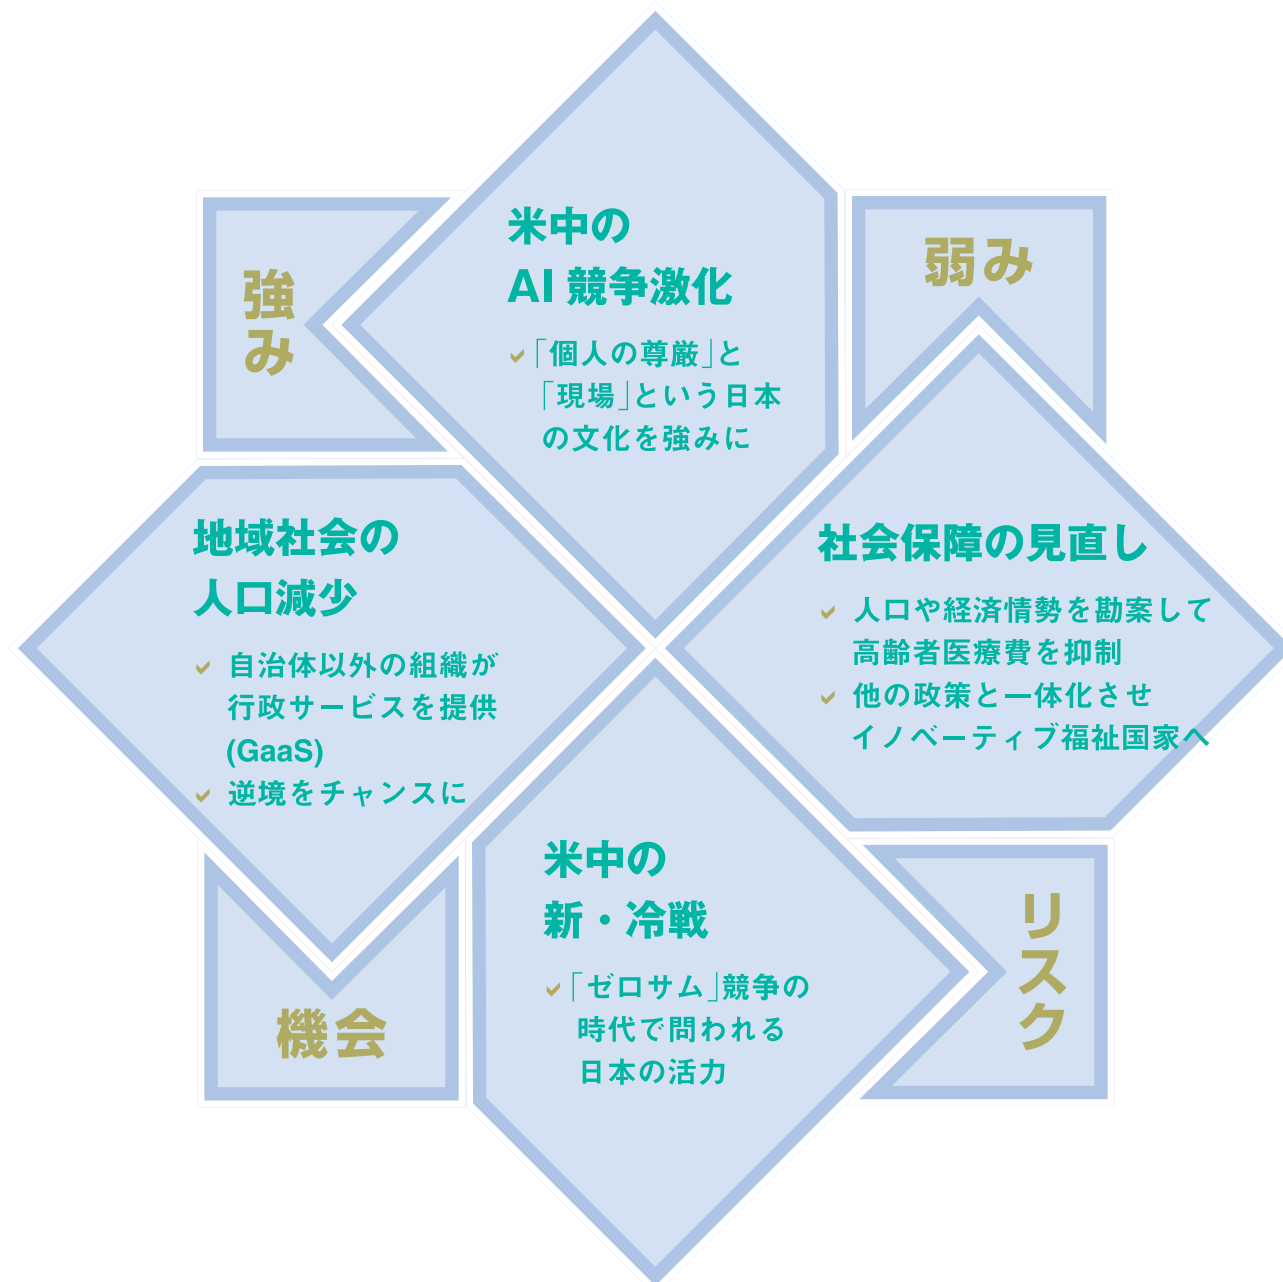 強み
米中の
AI 競争激化
「個人の尊厳」と
「現場」という日本
の文化を強みに
弱み
社会保障の見直し
人口や経済情勢を勘案して
高齢者医療費を抑制
他の政策と一体化させ
イノベーティブ福祉国家へ
地域社会の
人口減少
自治体以外の組織が
行政サービスを提供
(GaaS)
逆境をチャンスに
機会
米中の
新・冷戦
「ゼロサム」競争の
時代で問われる
日本の活力
リスク